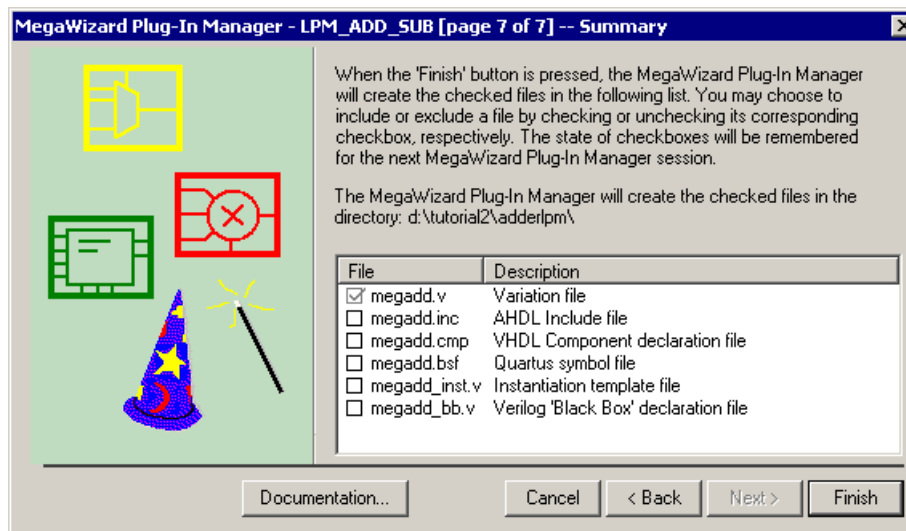 MegaWizard Plug-In Manager - LPM_ADD_SUB [page 7 of 7] -- Summary
When the 'Finish' button is pressed, the MegaWizard Plug-In Manager
will create the checked files in the following list. You may choose to
include or exclude a file by checking or unchecking its corresponding
checkbox, respectively. The state of checkboxes will be remembered
for the next MegaWizard Plug-In Manager session.
The MegaWizard Plug-In Manager will create the checked files in the
directory: d:\tutorial2\adderlpm\
File Description
megadd.v Variation file
megadd.inc AHDL Include file
megadd.cmp VHDL Component declaration file
megadd.bsf Quartus symbol file
megadd_inst.v Instantiation template file
megadd_bb.v Verilog 'Black Box' declaration file
Documentation... Cancel < Back Next > Finish